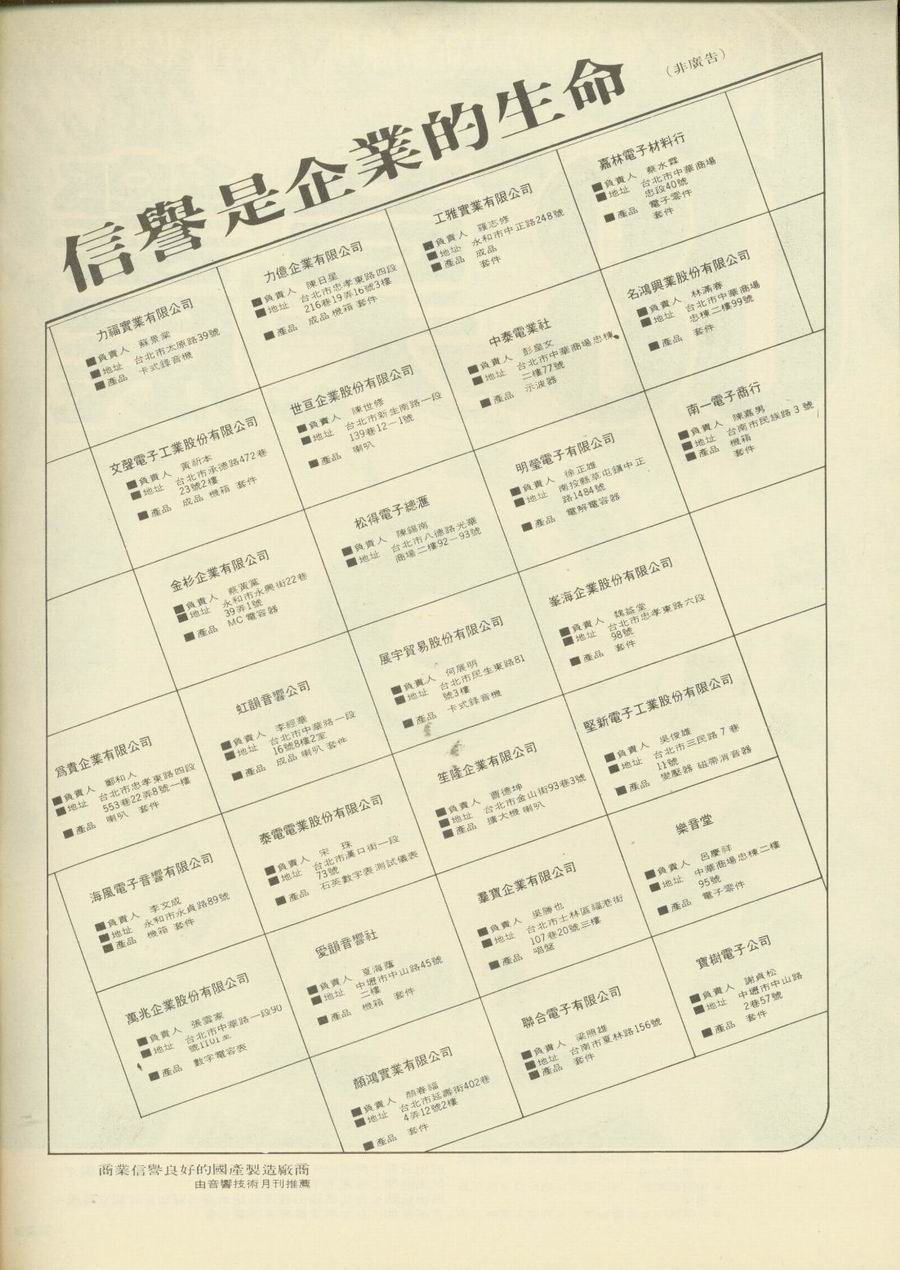 信譽是企業的生命
（非廣告）
嘉林電子材料行
■負責人 蔡水霖
■地址 台北市中華商場
忠段40號
■產品 電子零件
套件
工雅實業有限公司
■負責人 羅志修
■地址 永和市中正路248號
■產品 成品
套件
力億企業有限公司
■負責人 陳日星
■地址 台北市忠孝東路四段
216巷19弄16號3樓
■產品 成品 機箱 套件
力福實業有限公司
■負責人 蘇景堂
■地址 台北市太原路39號
■產品 卡式錄音機
名鴻興業股份有限公司
■負責人 林滿春
■地址 台北市中華商場
忠棟二樓99號
■產品 套件
中泰電業社
■負責人 彭皇文
■地址 台北市中華商場忠棟
二樓77號
■產品 示波器
世亘企業股份有限公司
■負責人 陳世修
■地址 台北市新生南路一段
139巷12－1號
■產品 喇叭
文聲電子工業股份有限公司
■負責人 黃祈本
■地址 台北市承德路472巷
23號2樓
■產品 成品 機箱 套件
南一電子商行
■負責人 陳嘉男
■地址 台南市民族路3號
■產品 機箱
套件
明瑩電子有限公司
■負責人 徐正雄
■地址 南投縣草屯鎮中正
路1484號
■產品 電解電容器
松得電子總滙
■負責人 陳錫南
■地址 台北市八德路光華
商場二樓92－93號
金杉企業有限公司
■負責人 蔡黃
■地址 永和市永興街22巷
39弄1號
■產品 MC電容器
峯海企業股份有限公司
■負責人 魏益堂
■地址 台北市忠孝東路六段
98號
■產品 套件
展宇貿易股份有限公司
■負責人 何展明
■地址 台北市民生東路81
號3樓
■產品 卡式錄音機
虹韻音響公司
■負責人 李經華
■地址 台北市中華路一段
16號8樓2室
■產品 成品 喇叭 套件
爲貴企業有限公司
■負責人 鄭和人
■地址 台北市忠孝東路四段
553巷22弄8號一樓
■產品 喇叭 套件
堅新電子工業股份有限公司
■負責人 吳俊雄
■地址 台北市三民路7巷
11號
■產品 變壓器 磁帶消音器
笙隆企業有限公司
■負責人 曹德坤
■地址 台北市金山街93巷3號
■產品 擴大機 喇叭
泰電電業股份有限公司
■負責人 宋 珠
■地址 台北市漢口街一段
73號
■產品 石英數字表 測試儀表
海風電子音響有限公司
■負責人 李文成
■地址 永和市永貞路89號
■產品 機箱 套件
樂音堂
■負責人 呂摩祥
■地址 中華商場忠棟二樓
95號
■產品 電子零件
羣寶企業有限公司
■負責人 吳勝也
■地址 台北市士林區福港街
107巷20號三樓
■產品 唱盤
愛韻音響社
■負責人 夏海蔭
■地址 中壢市中山路45號
二樓
■產品 機箱 套件
萬兆企業股份有限公司
■負責人 張雲家
■地址 台北市中華路一段90
號1101室
■產品 數字電容表
寶樹電子公司
■負責人 謝貞松
■地址 中壢市中山路
2巷57號
■產品 套件
聯合電子有限公司
■負責人 梁照雄
■地址 台南市夏林路156號
■產品 套件
顏鴻實業有限公司
■負責人 顏春福
■地址 台北市延壽街402巷
4弄12號2樓
■產品 套件
商業信譽良好的國產製造廠商
由音響技術月刊推薦